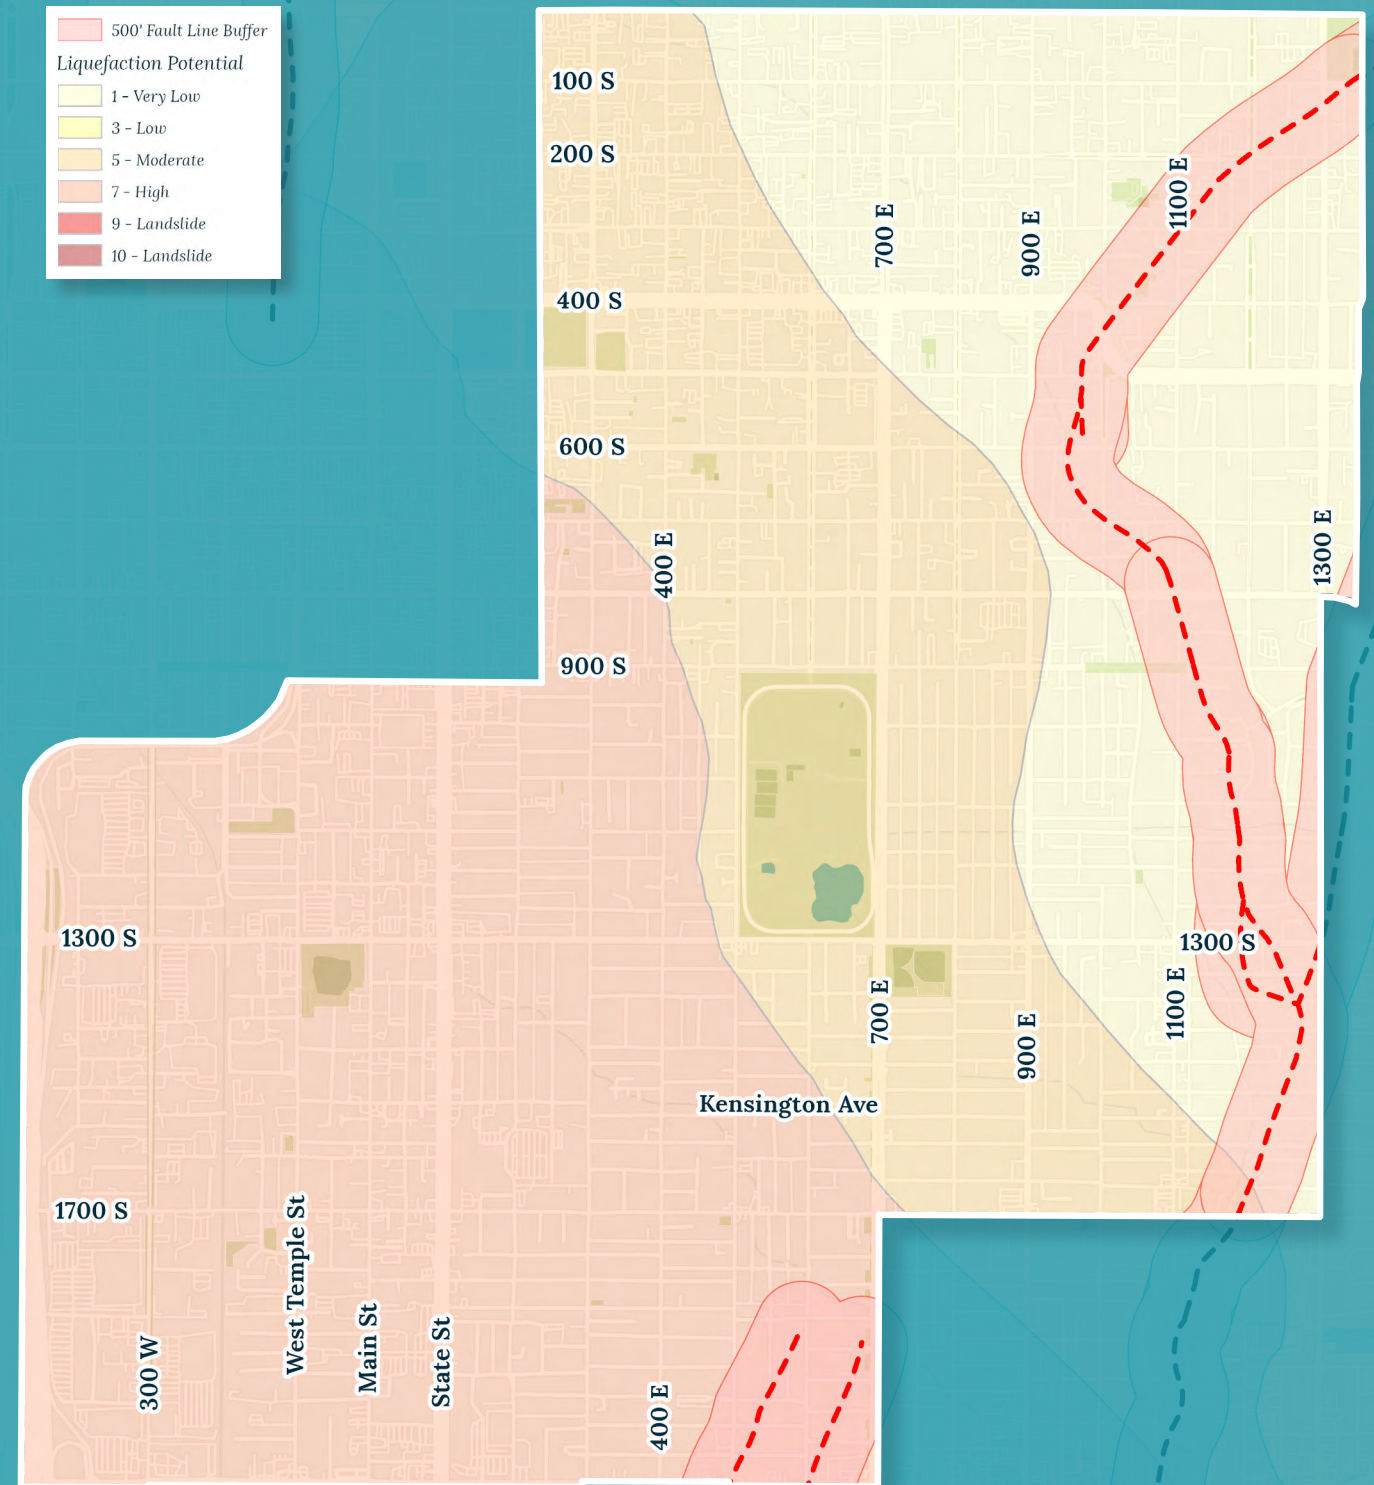 500' Fault Line Buffer
Liquefaction Potential
1 - Very Low
3 - Low
5 - Moderate
7 - High
9 - Landslide
10 - Landslide
100 S
200 S
1100 E
700 E
900 E
400 S
600 S
400 E
1300 E
900 S
1300 S
1300 S
1100 E
700 E
900 E
Kensington Ave
1700 S
West Temple St
Main St
State St
300 W
400 E